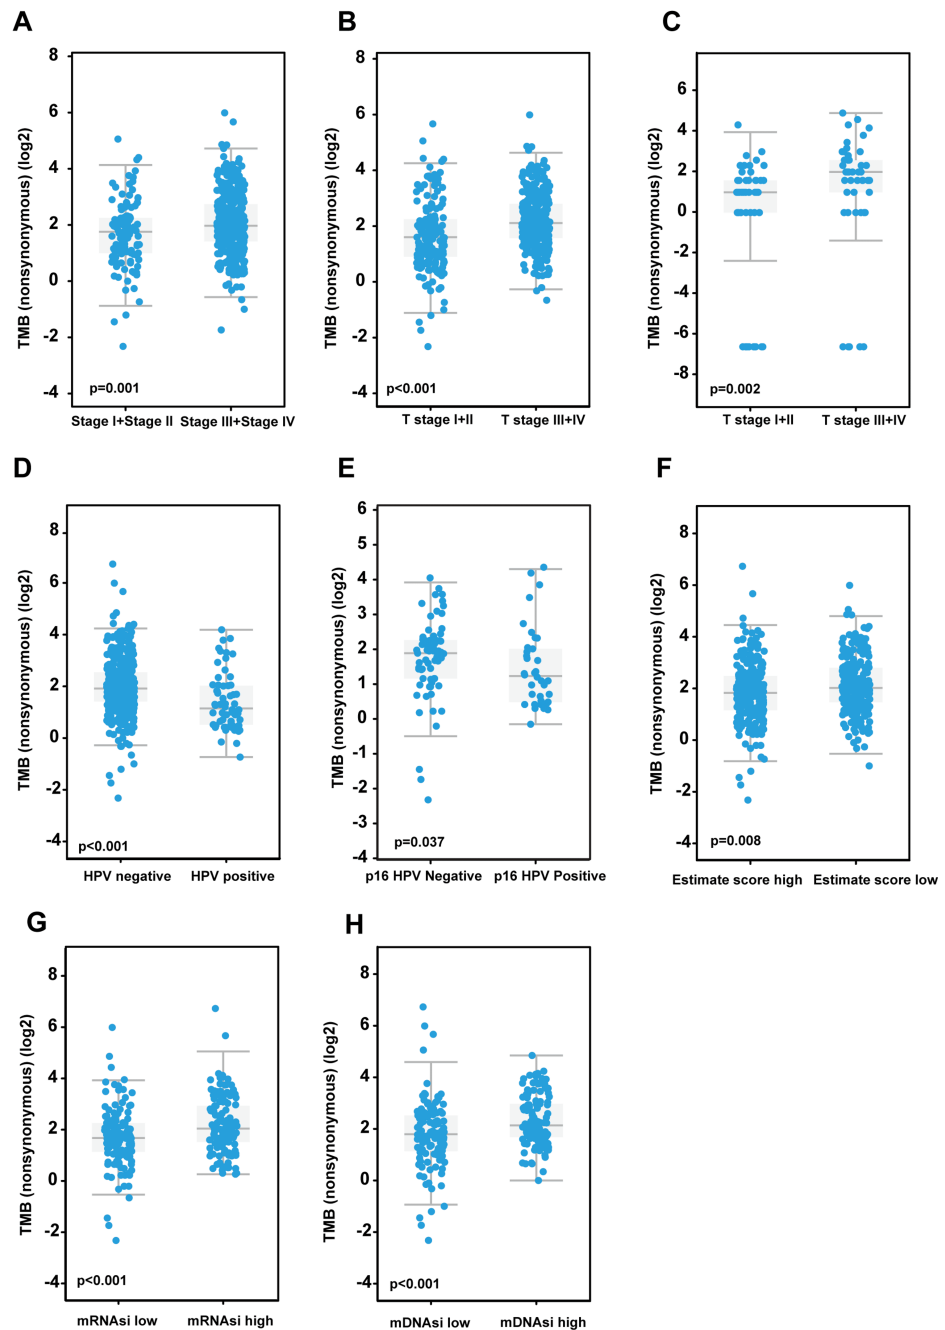 A
TMB (nonsynonymous) (log2)
8
6
4
2
0
-2
-4
p=0.001
Stage I+Stage II
Stage III+Stage IV
B
TMB (nonsynonymous) (log2)
8
6
4
2
0
-2
-4
p<0.001
T stage I+II
T stage III+IV
C
TMB (nonsynonymous) (log2)
6
4
2
0
-2
-4
-6
-8
p=0.002
T stage I+II
T stage III+IV
D
TMB (nonsynonymous) (log2)
8
6
4
2
0
-2
-4
p<0.001
HPV negative
HPV positive
E
TMB (nonsynonymous) (log2)
6
5
4
3
2
1
0
-1
-2
-3
-4
p=0.037
p16 HPV Negative
p16 HPV Positive
F
TMB (nonsynonymous) (log2)
8
6
4
2
0
-2
-4
p=0.008
Estimate score high
Estimate score low
G
TMB (nonsynonymous) (log2)
8
6
4
2
0
-2
-4
p<0.001
mRNAsi low
mRNAsi high
H
TMB (nonsynonymous) (log2)
8
6
4
2
0
-2
-4
p<0.001
mDNAsi low
mDNAsi high